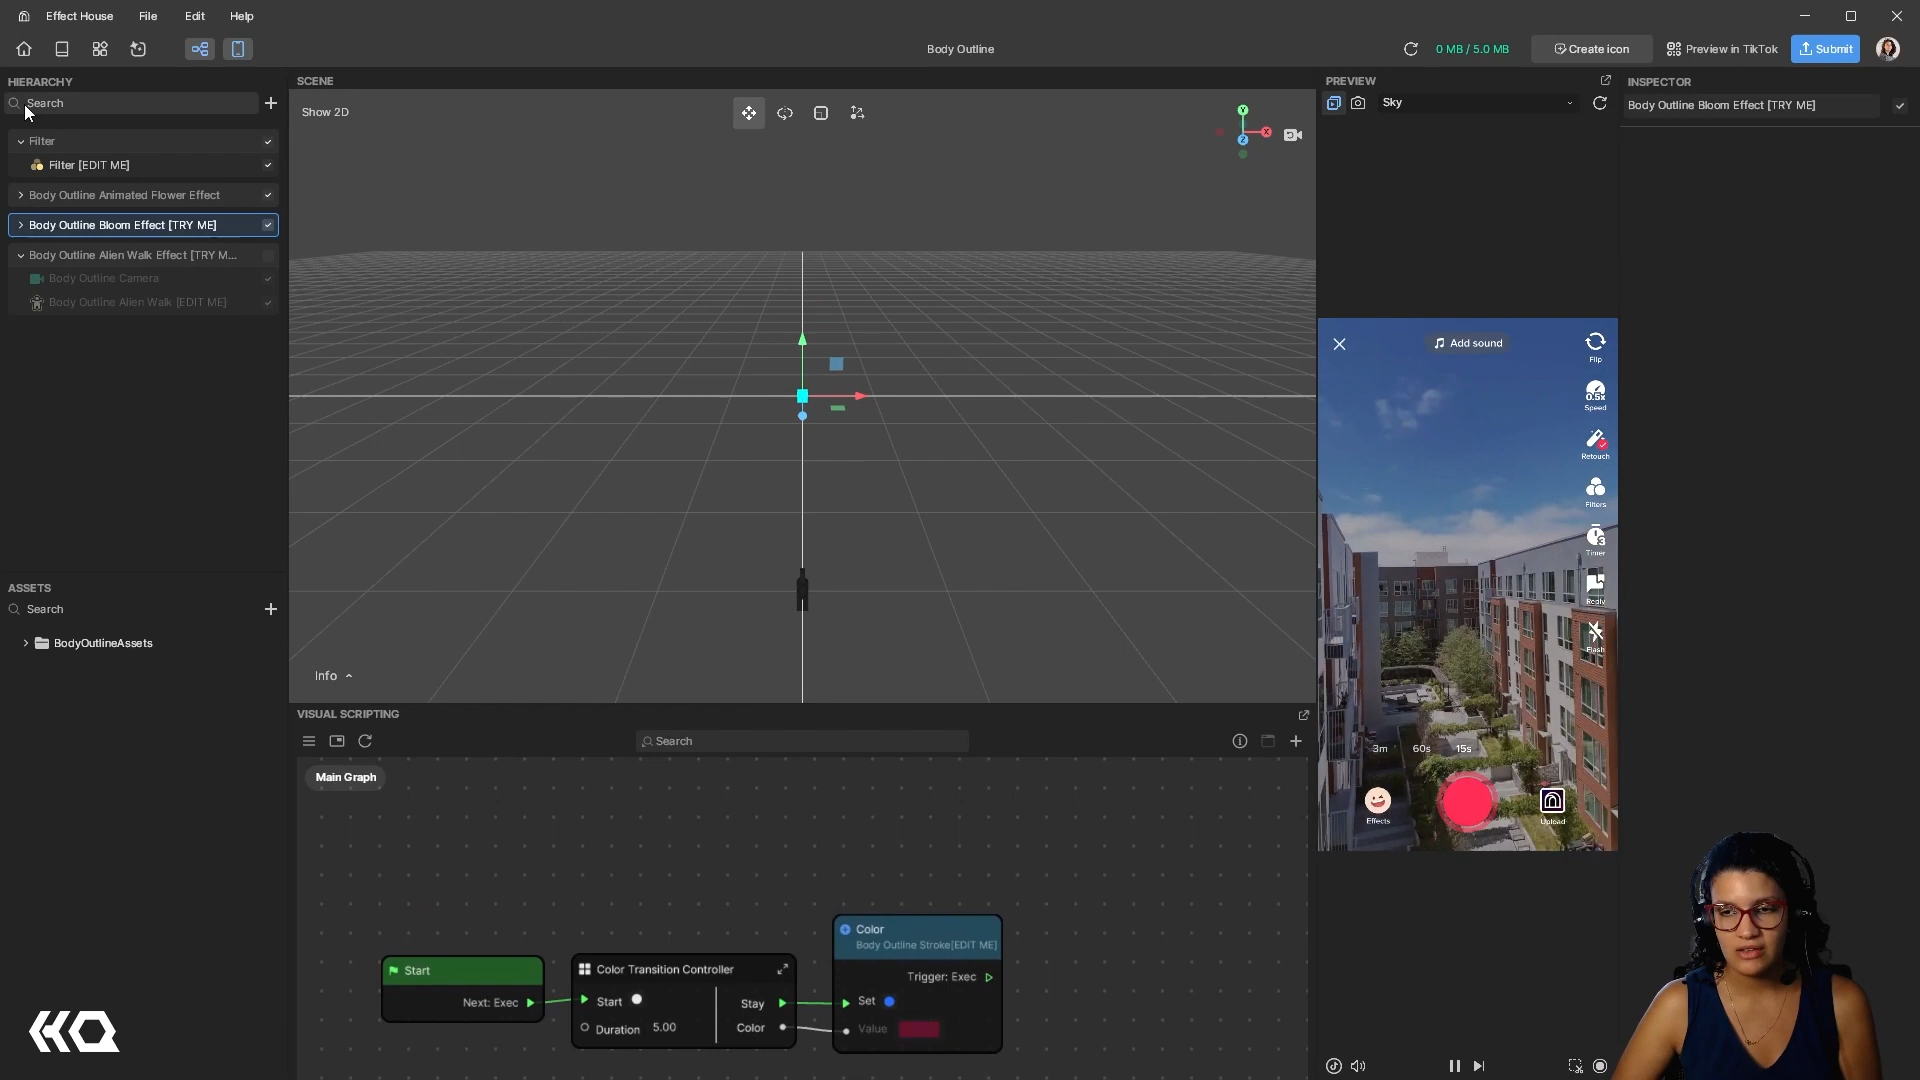 Effect House File Edit Help
Body Outline
0 MB / 5.0 MB
Create icon
Preview in TikTok
Submit
HIERARCHY
Search
Filter
Filter [EDIT ME]
Body Outline Animated Flower Effect
Body Outline Bloom Effect [TRY ME]
Body Outline Alien Walk Effect [TRY M...
Body Outline Camera
Body Outline Alien Walk [EDIT ME]
ASSETS
Search
BodyOutlineAssets
SCENE
Show 2D
Y
X
Z
Info
VISUAL SCRIPTING
Search
Main Graph
Start
Next: Exec
Color Transition Controller
Start
Stay
Duration 5.00
Color
Color
Body Outline Stroke[EDIT ME]
Trigger: Exec
Set
Value
PREVIEW
Sky
Add sound
Flip
0.5x
Speed
Retouch
Filters
3
Timer
Reply
Flash
3m 60s 15s
Effects
Upload
INSPECTOR
Body Outline Bloom Effect [TRY ME]
HQ